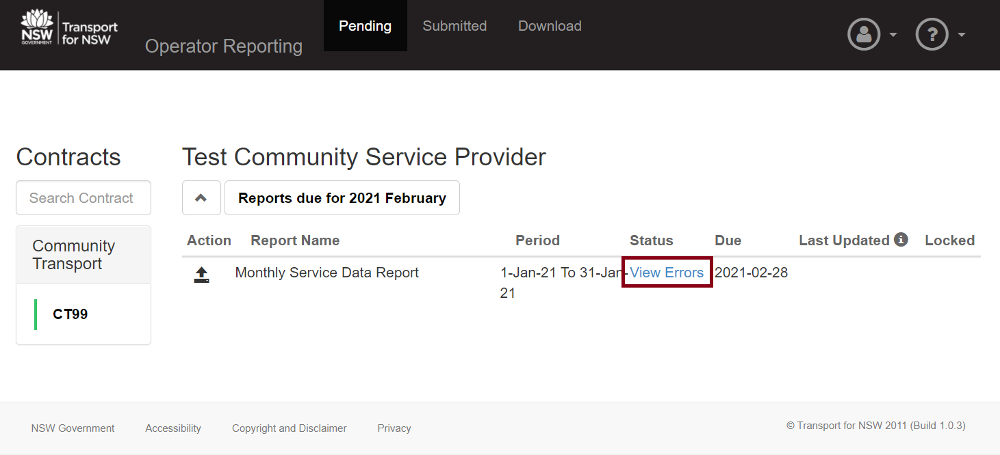 NSW
GOVERNMENT
Transport
for NSW
Operator Reporting
Pending
Submitted
Download
?
Contracts
Search Contract
Community
Transport
CT99
Test Community Service Provider
Reports due for 2021 February
Action Report Name Period Status Due Last Updated i Locked
Monthly Service Data Report 1-Jan-21 To 31-Jan- View Errors 2021-02-28
21
NSW Government Accessibility Copyright and Disclaimer Privacy
© Transport for NSW 2011 (Build 1.0.3)